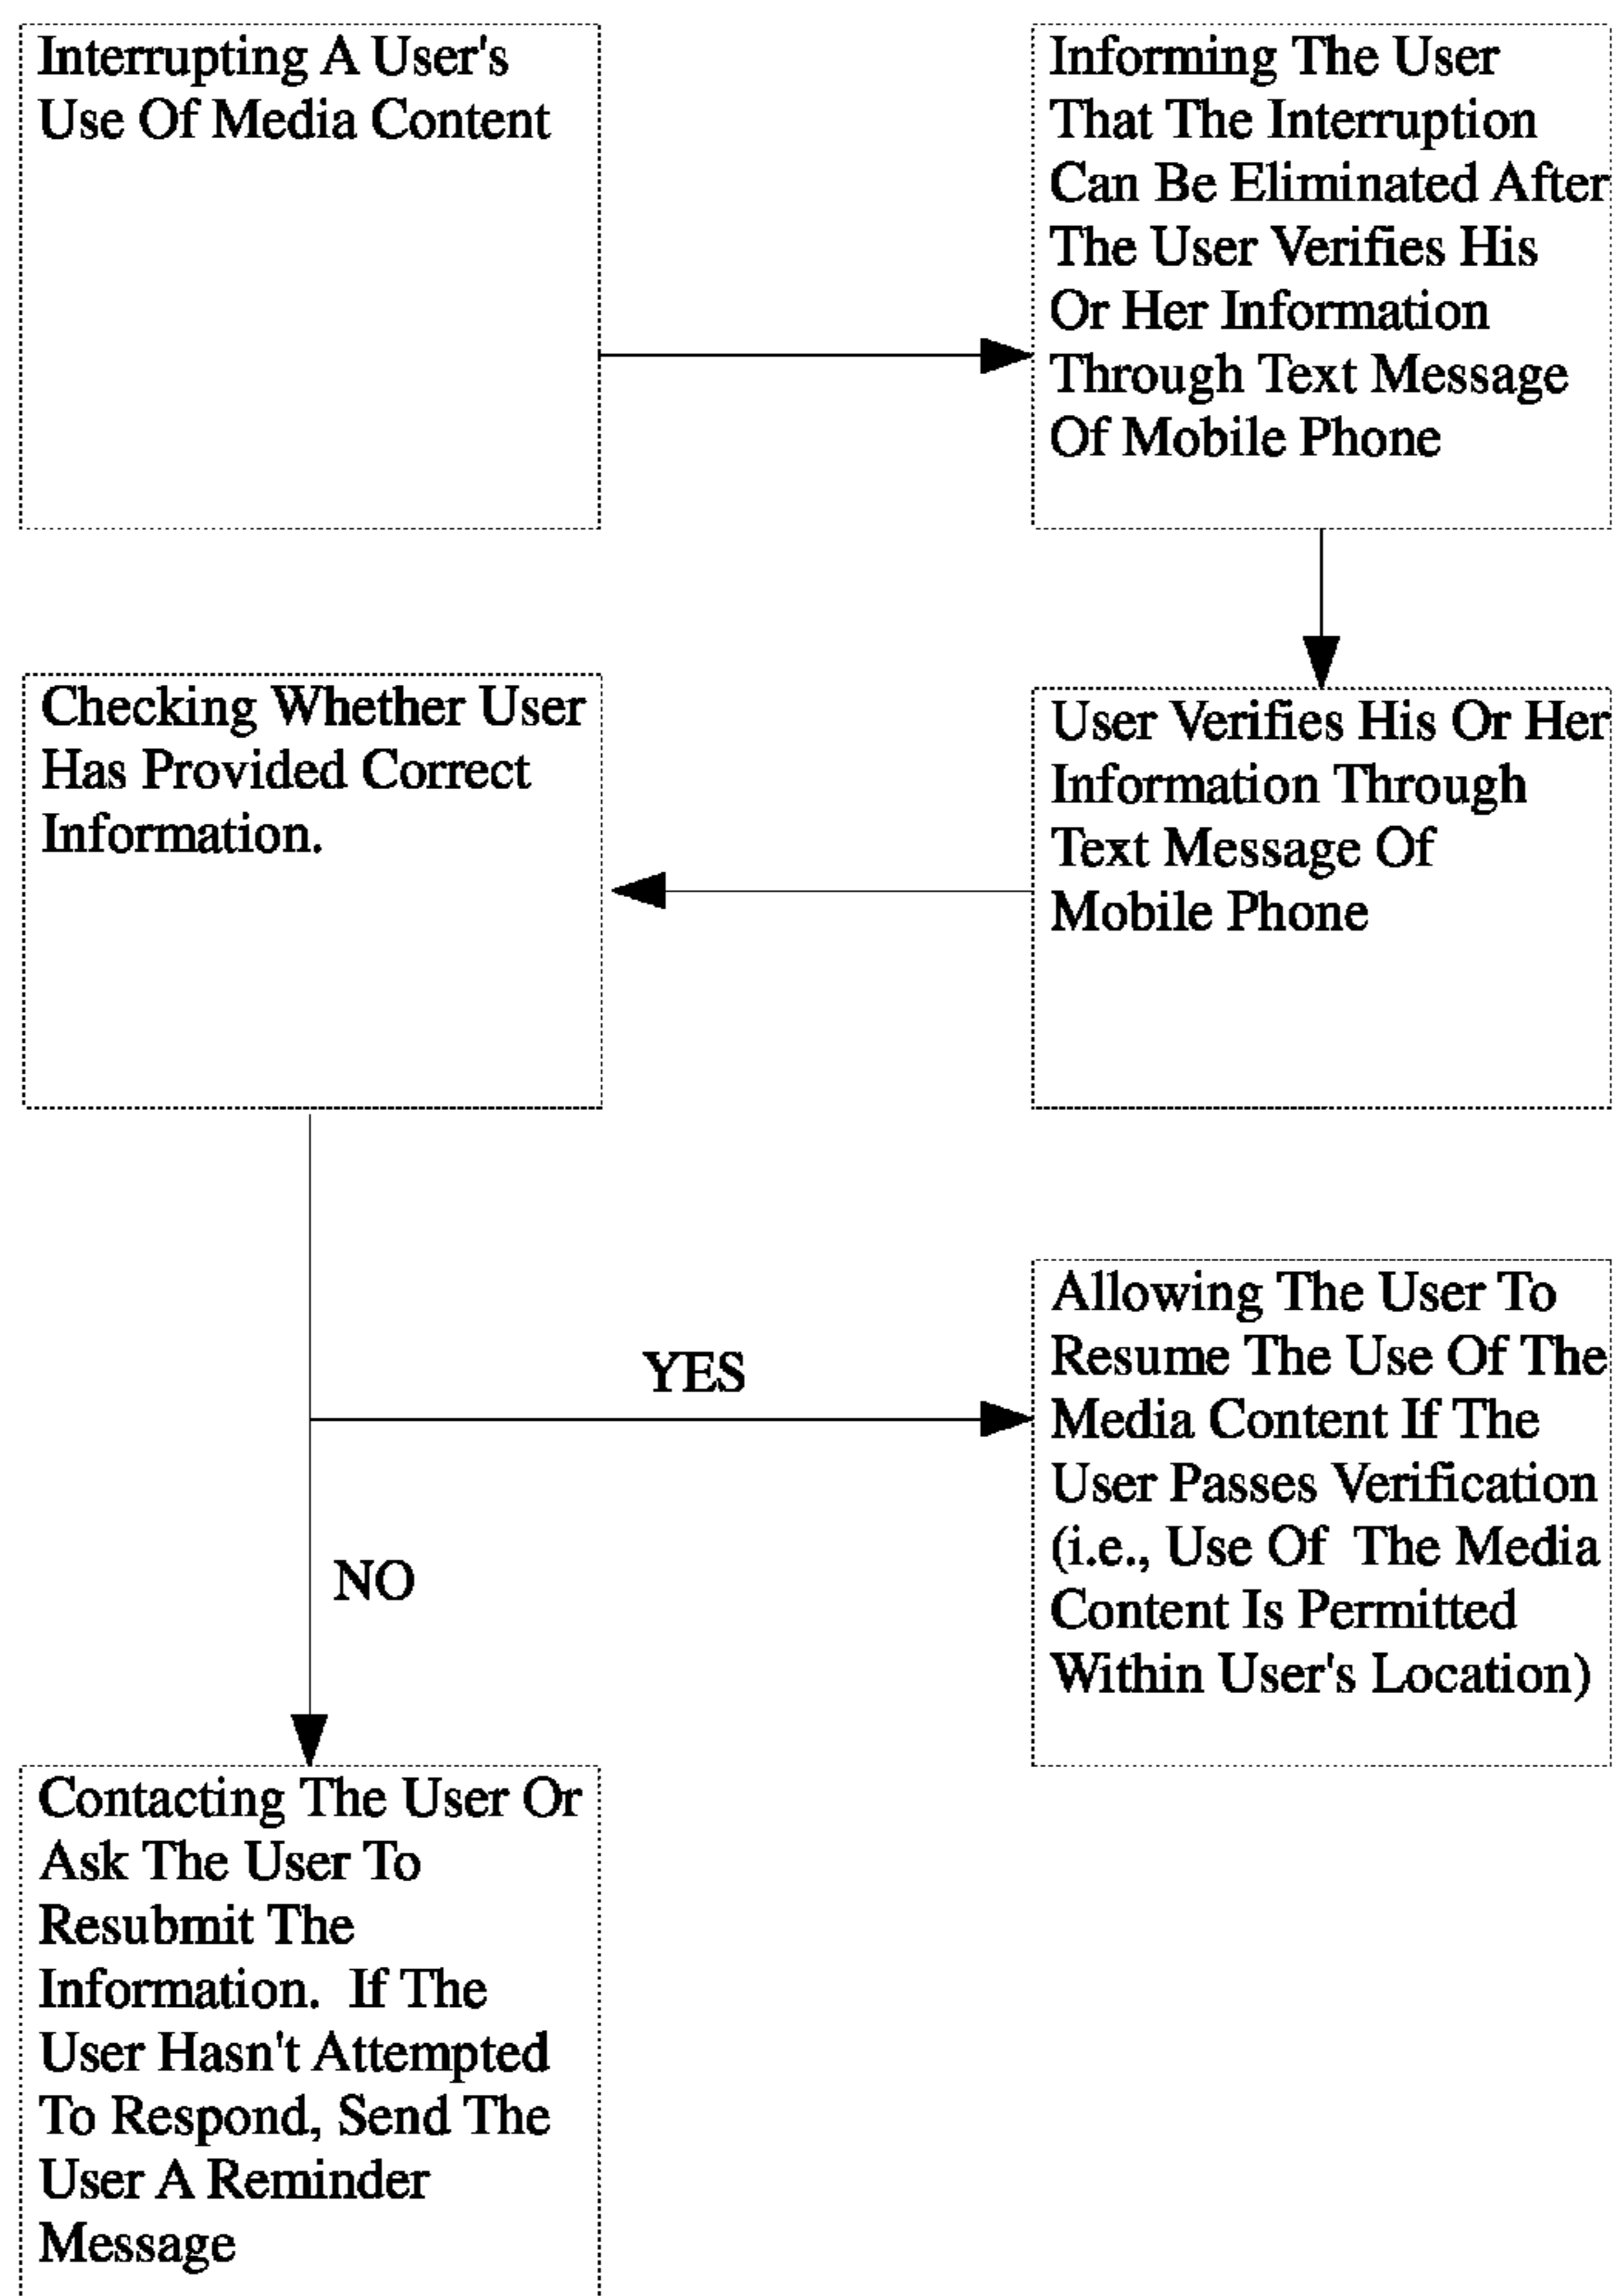 Interrupting A User's
Use Of Media Content
Informing The User
That The Interruption
Can Be Eliminated After
The User Verifies His
Or Her Information
Through Text Message
Of Mobile Phone
User Verifies His Or Her
Information Through
Text Message Of
Mobile Phone
Checking Whether User
Has Provided Correct
Information.
YES
Allowing The User To
Resume The Use Of The
Media Content If The
User Passes Verification
(i.e., Use Of The Media
Content Is Permitted
Within User's Location)
NO
Contacting The User Or
Ask The User To
Resubmit The
Information. If The
User Hasn't Attempted
To Respond, Send The
User A Reminder
Message